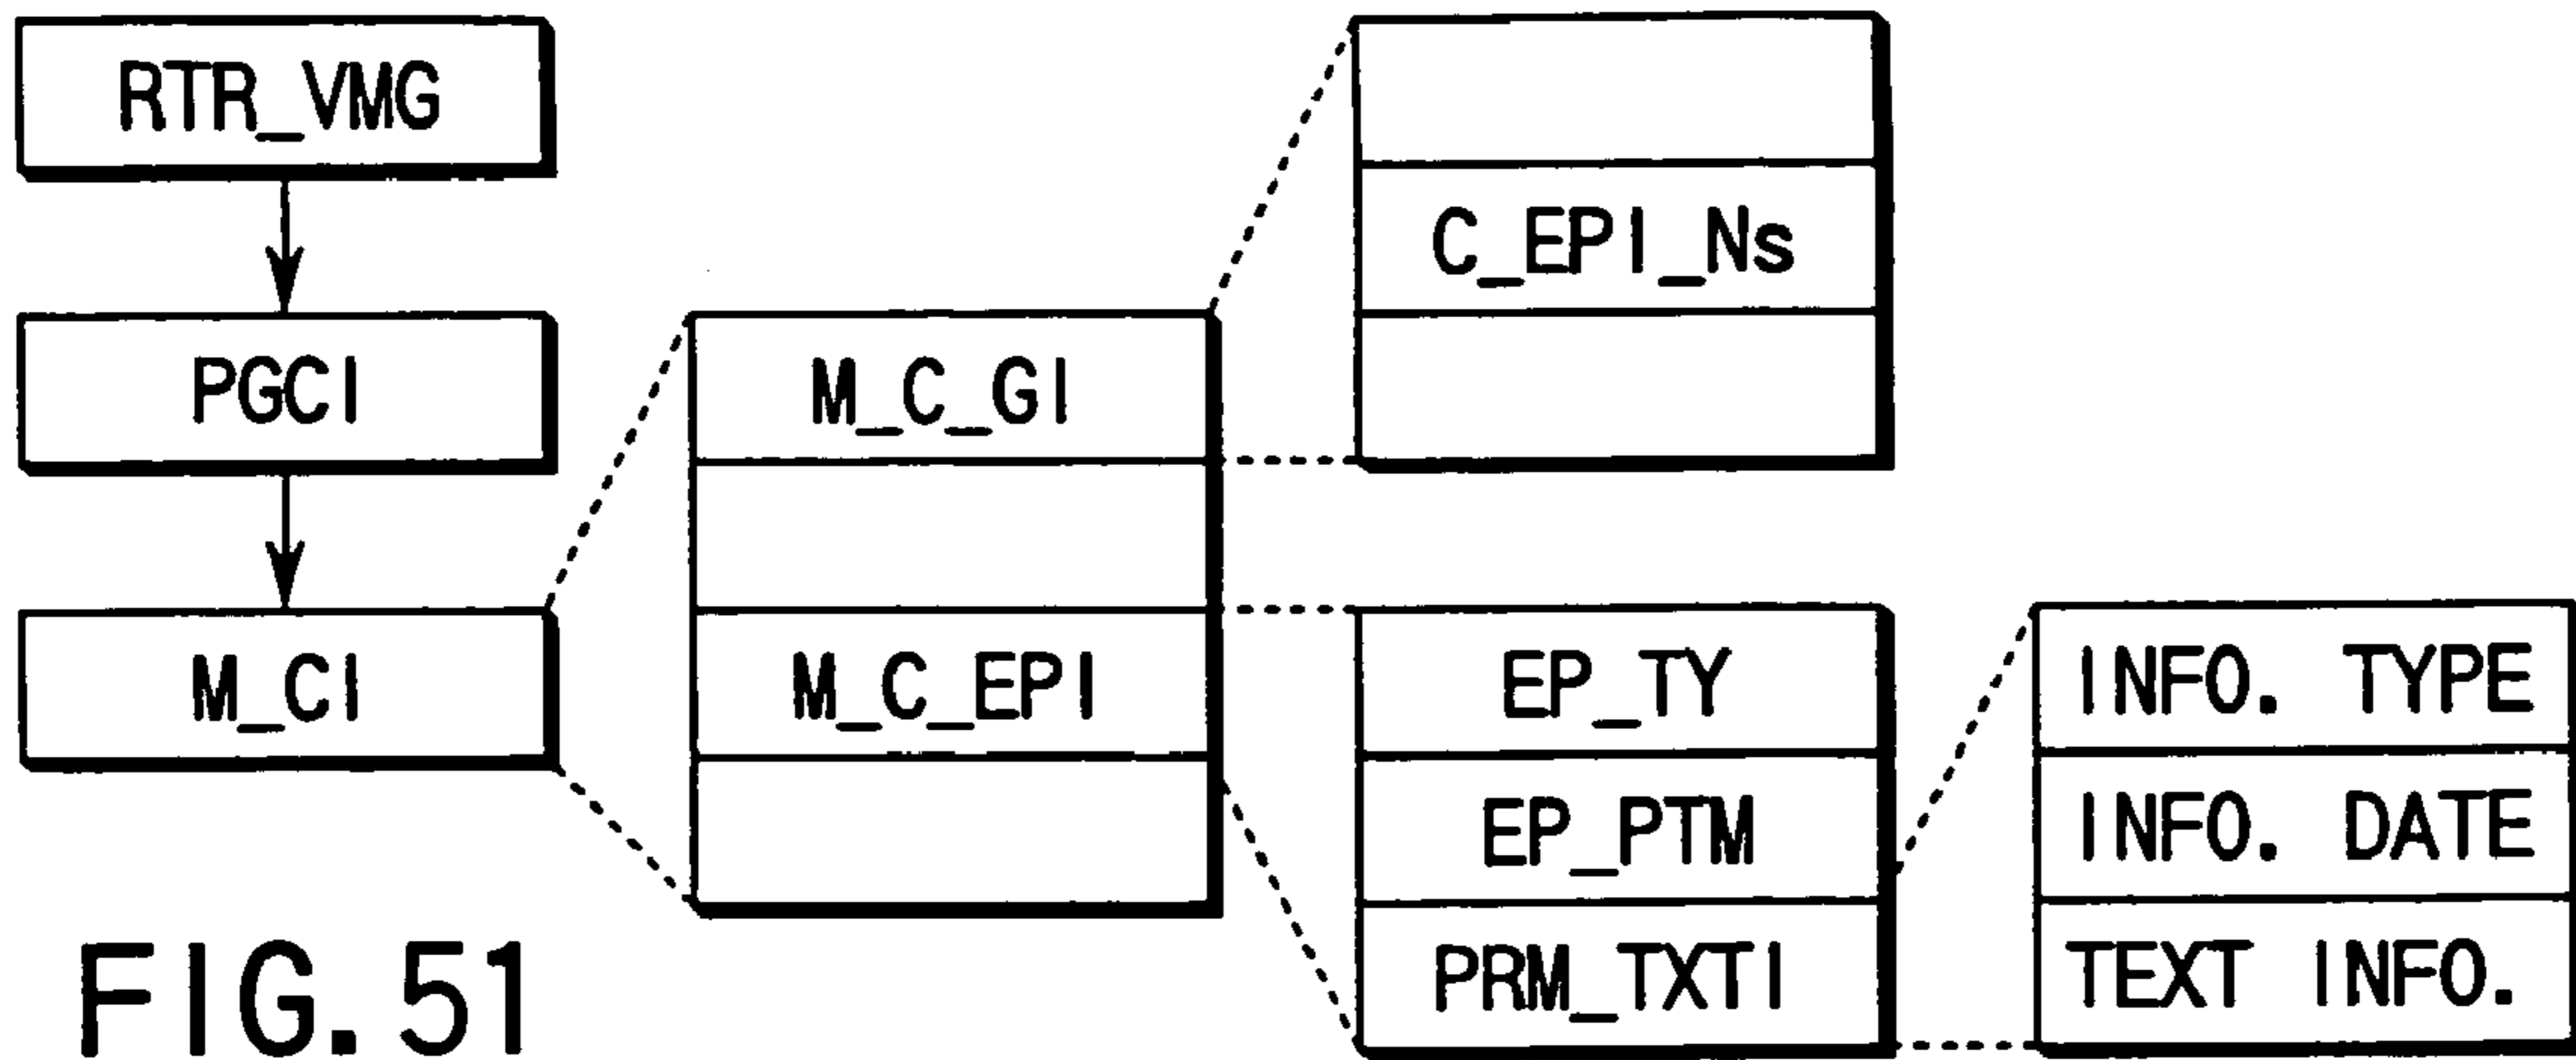 RTR_VMG
PGCI
M_CI
M_C_GI
M_C_EPI
C_EPI_Ns
EP_TY
EP_PTM
PRM_TXTI
INFO. TYPE
INFO. DATE
TEXT INFO.
FIG. 51